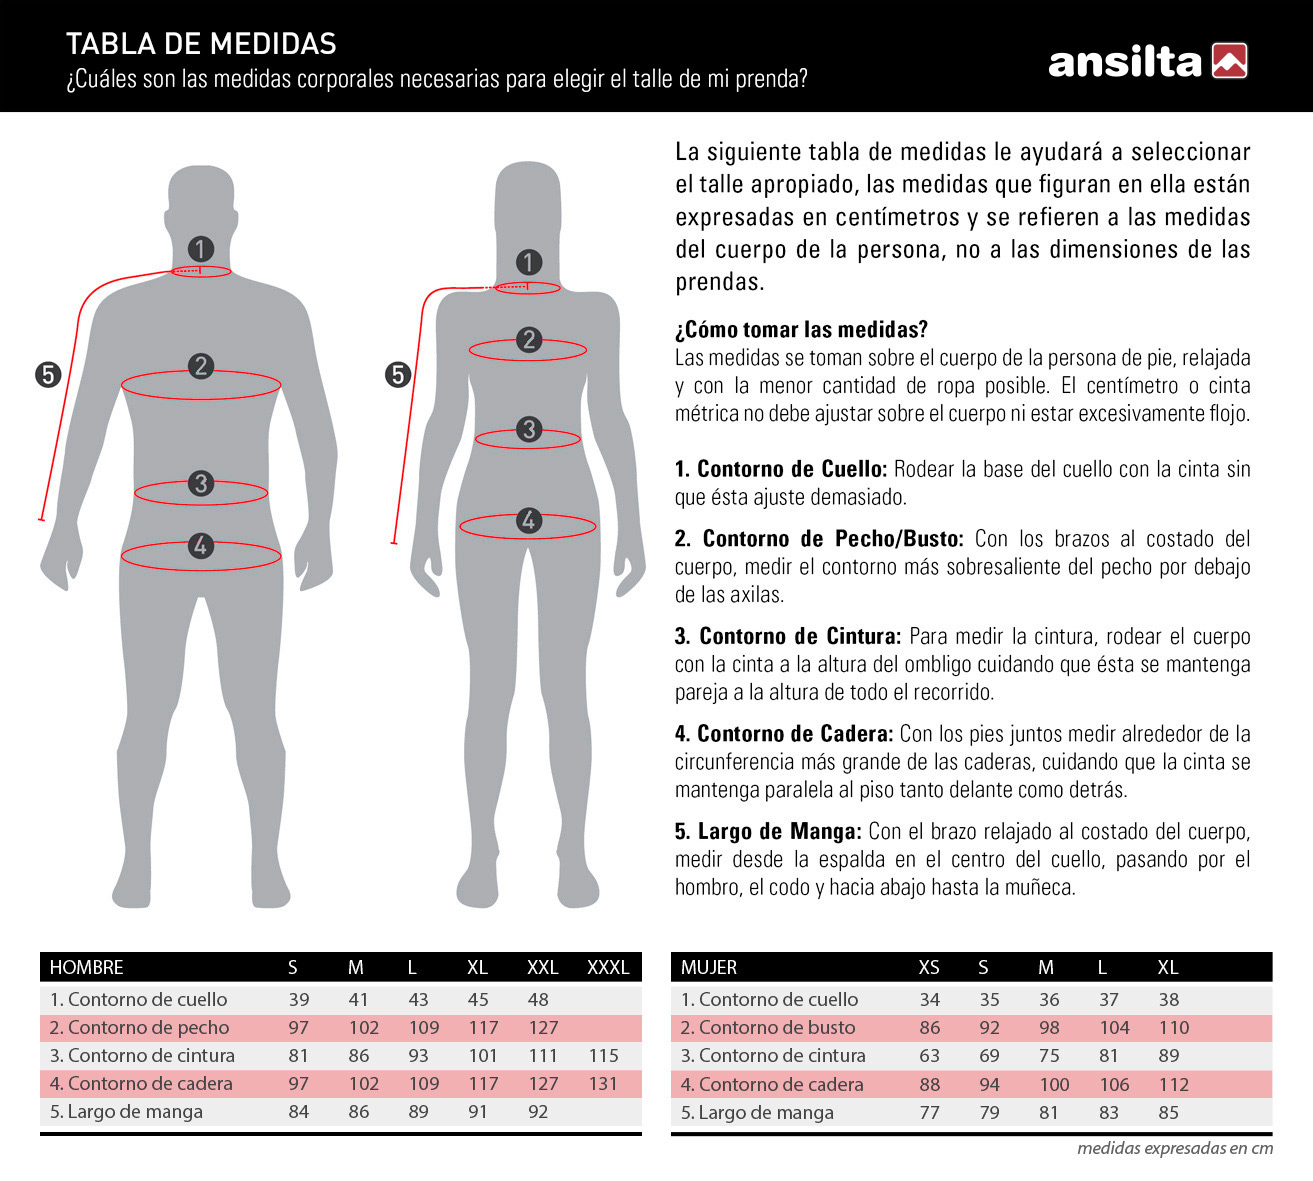 TABLA DE MEDIDAS
¿Cuáles son las medidas corporales necesarias para elegir el talle de mi prenda?
ansilta
La siguiente tabla de medidas le ayudará a seleccionar
el talle apropiado, las medidas que figuran en ella están
expresadas en centímetros y se refieren a las medidas
del cuerpo de la persona, no a las dimensiones de las
prendas.
¿Cómo tomar las medidas?
Las medidas se toman sobre el cuerpo de la persona de pie, relajada
y con la menor cantidad de ropa posible. El centímetro o cinta
métrica no debe ajustar sobre el cuerpo ni estar excesivamente flojo.
1. Contorno de Cuello: Rodear la base del cuello con la cinta sin
que ésta ajuste demasiado.
2. Contorno de Pecho/Busto: Con los brazos al costado del
cuerpo, medir el contorno más sobresaliente del pecho por debajo
de las axilas.
3. Contorno de Cintura: Para medir la cintura, rodear el cuerpo
con la cinta a la altura del ombligo cuidando que ésta se mantenga
pareja a la altura de todo el recorrido.
4. Contorno de Cadera: Con los pies juntos medir alrededor de la
circunferencia más grande de las caderas, cuidando que la cinta se
mantenga paralela al piso tanto delante como detrás.
5. Largo de Manga: Con el brazo relajado al costado del cuerpo,
medir desde la espalda en el centro del cuello, pasando por el
hombro, el codo y hacia abajo hasta la muñeca.
1
2
3
4
5
1
2
3
4
5
HOMBRE S M L XL XXL XXXL
1. Contorno de cuello 39 41 43 45 48
2. Contorno de pecho 97 102 109 117 127
3. Contorno de cintura 81 86 93 101 111 115
4. Contorno de cadera 97 102 109 117 127 131
5. Largo de manga 84 86 89 91 92
MUJER XS S M L XL
1. Contorno de cuello 34 35 36 37 38
2. Contorno de busto 86 92 98 104 110
3. Contorno de cintura 63 69 75 81 89
4. Contorno de cadera 88 94 100 106 112
5. Largo de manga 77 79 81 83 85
medidas expresadas en cm